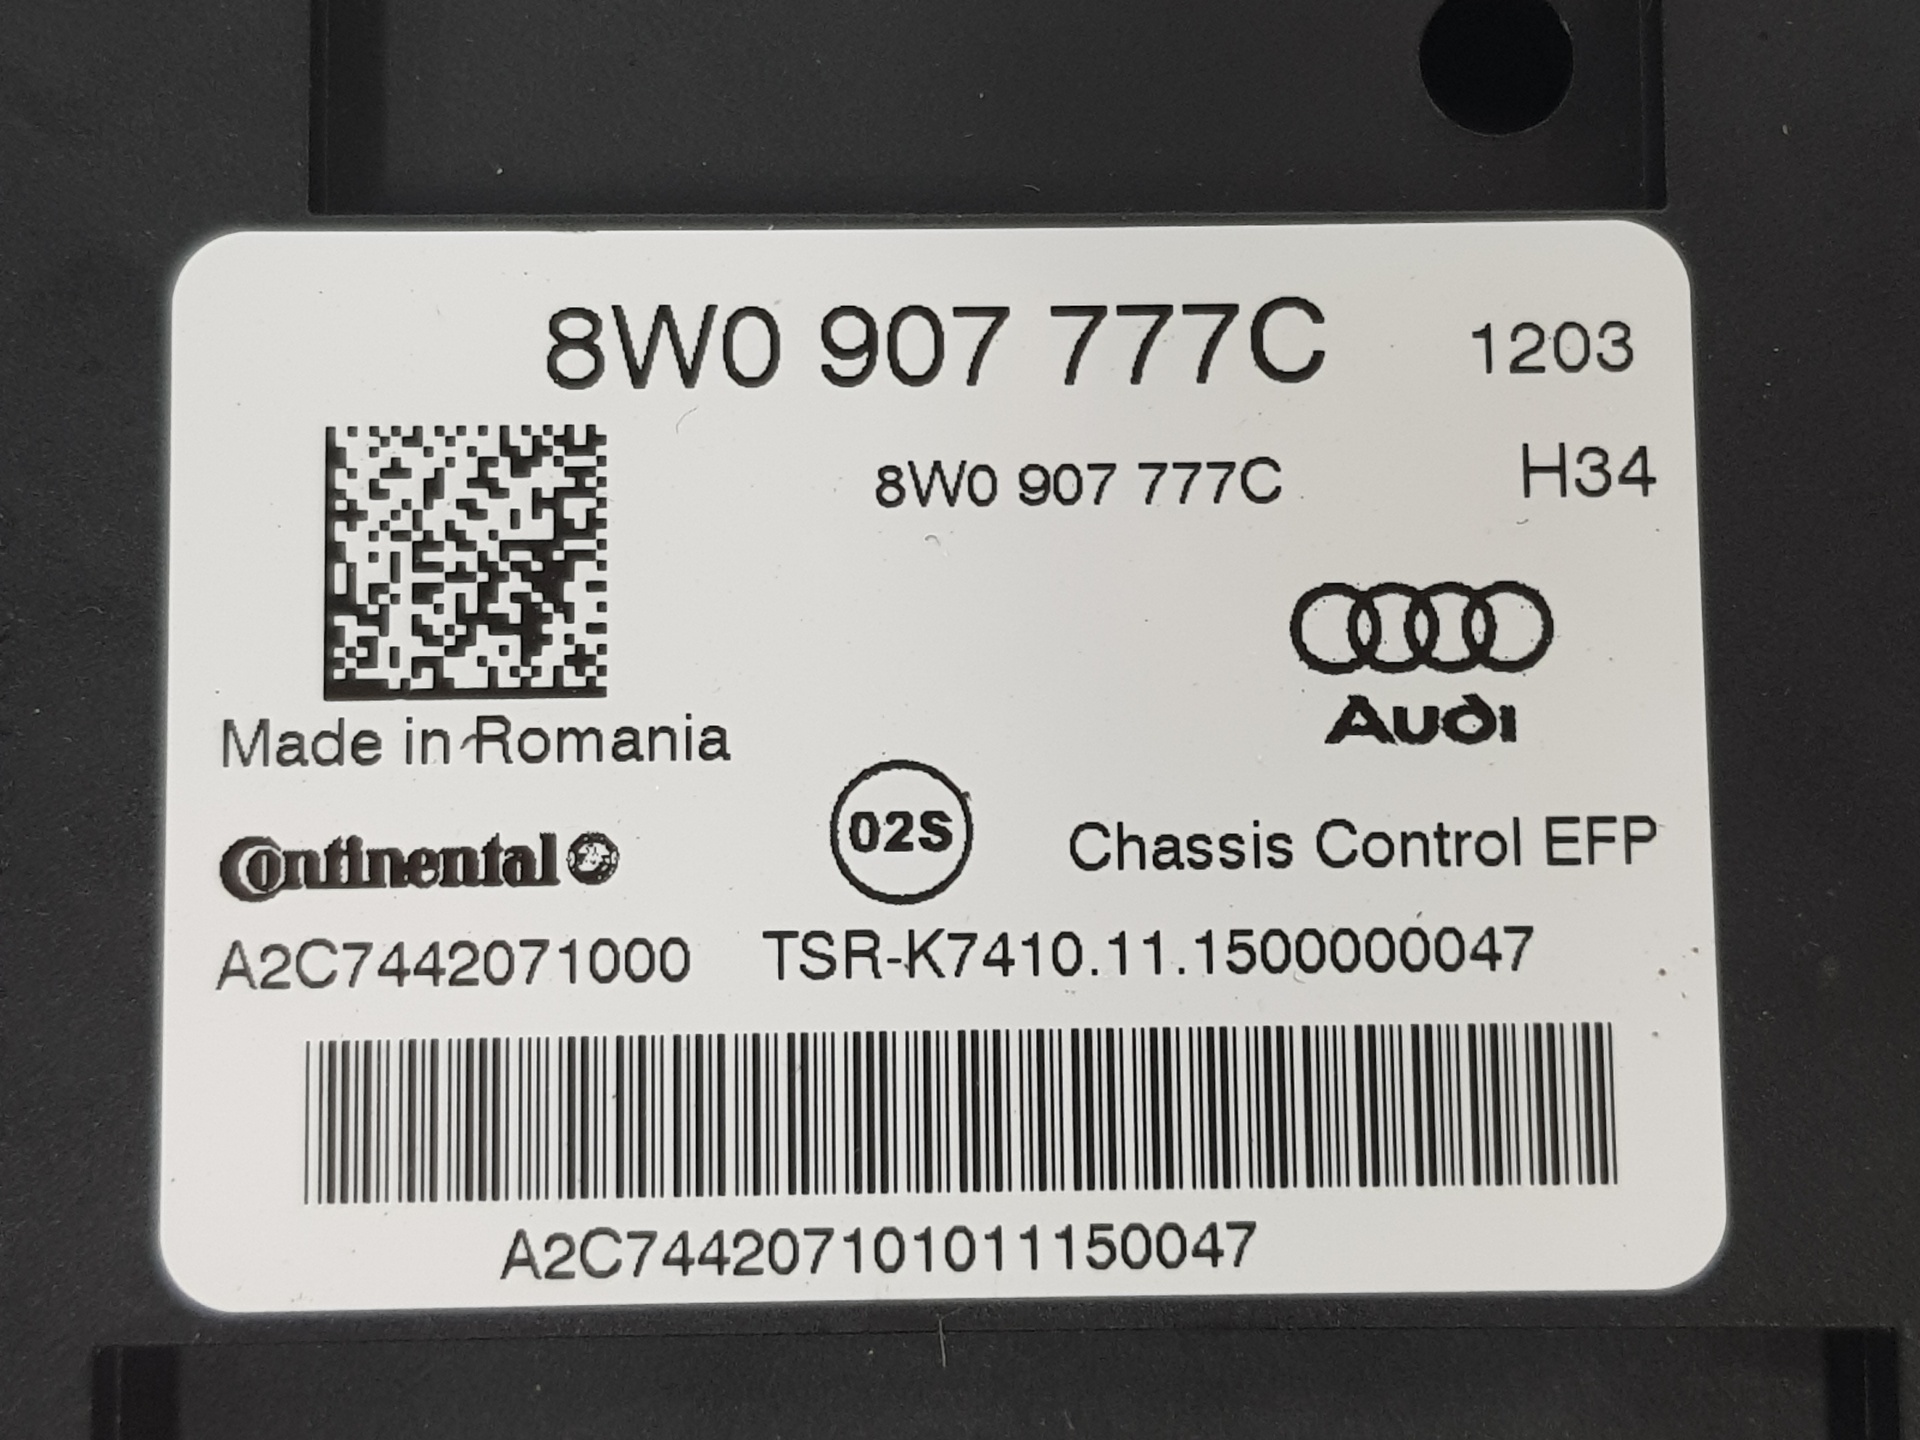 8W0 907 777C 1203
8W0 907 777C H34
Audi
Made in Romania
Continental 02S Chassis Control EFP
A2C7442071000 TSR-K7410.11.1500000047
A2C744207101011150047